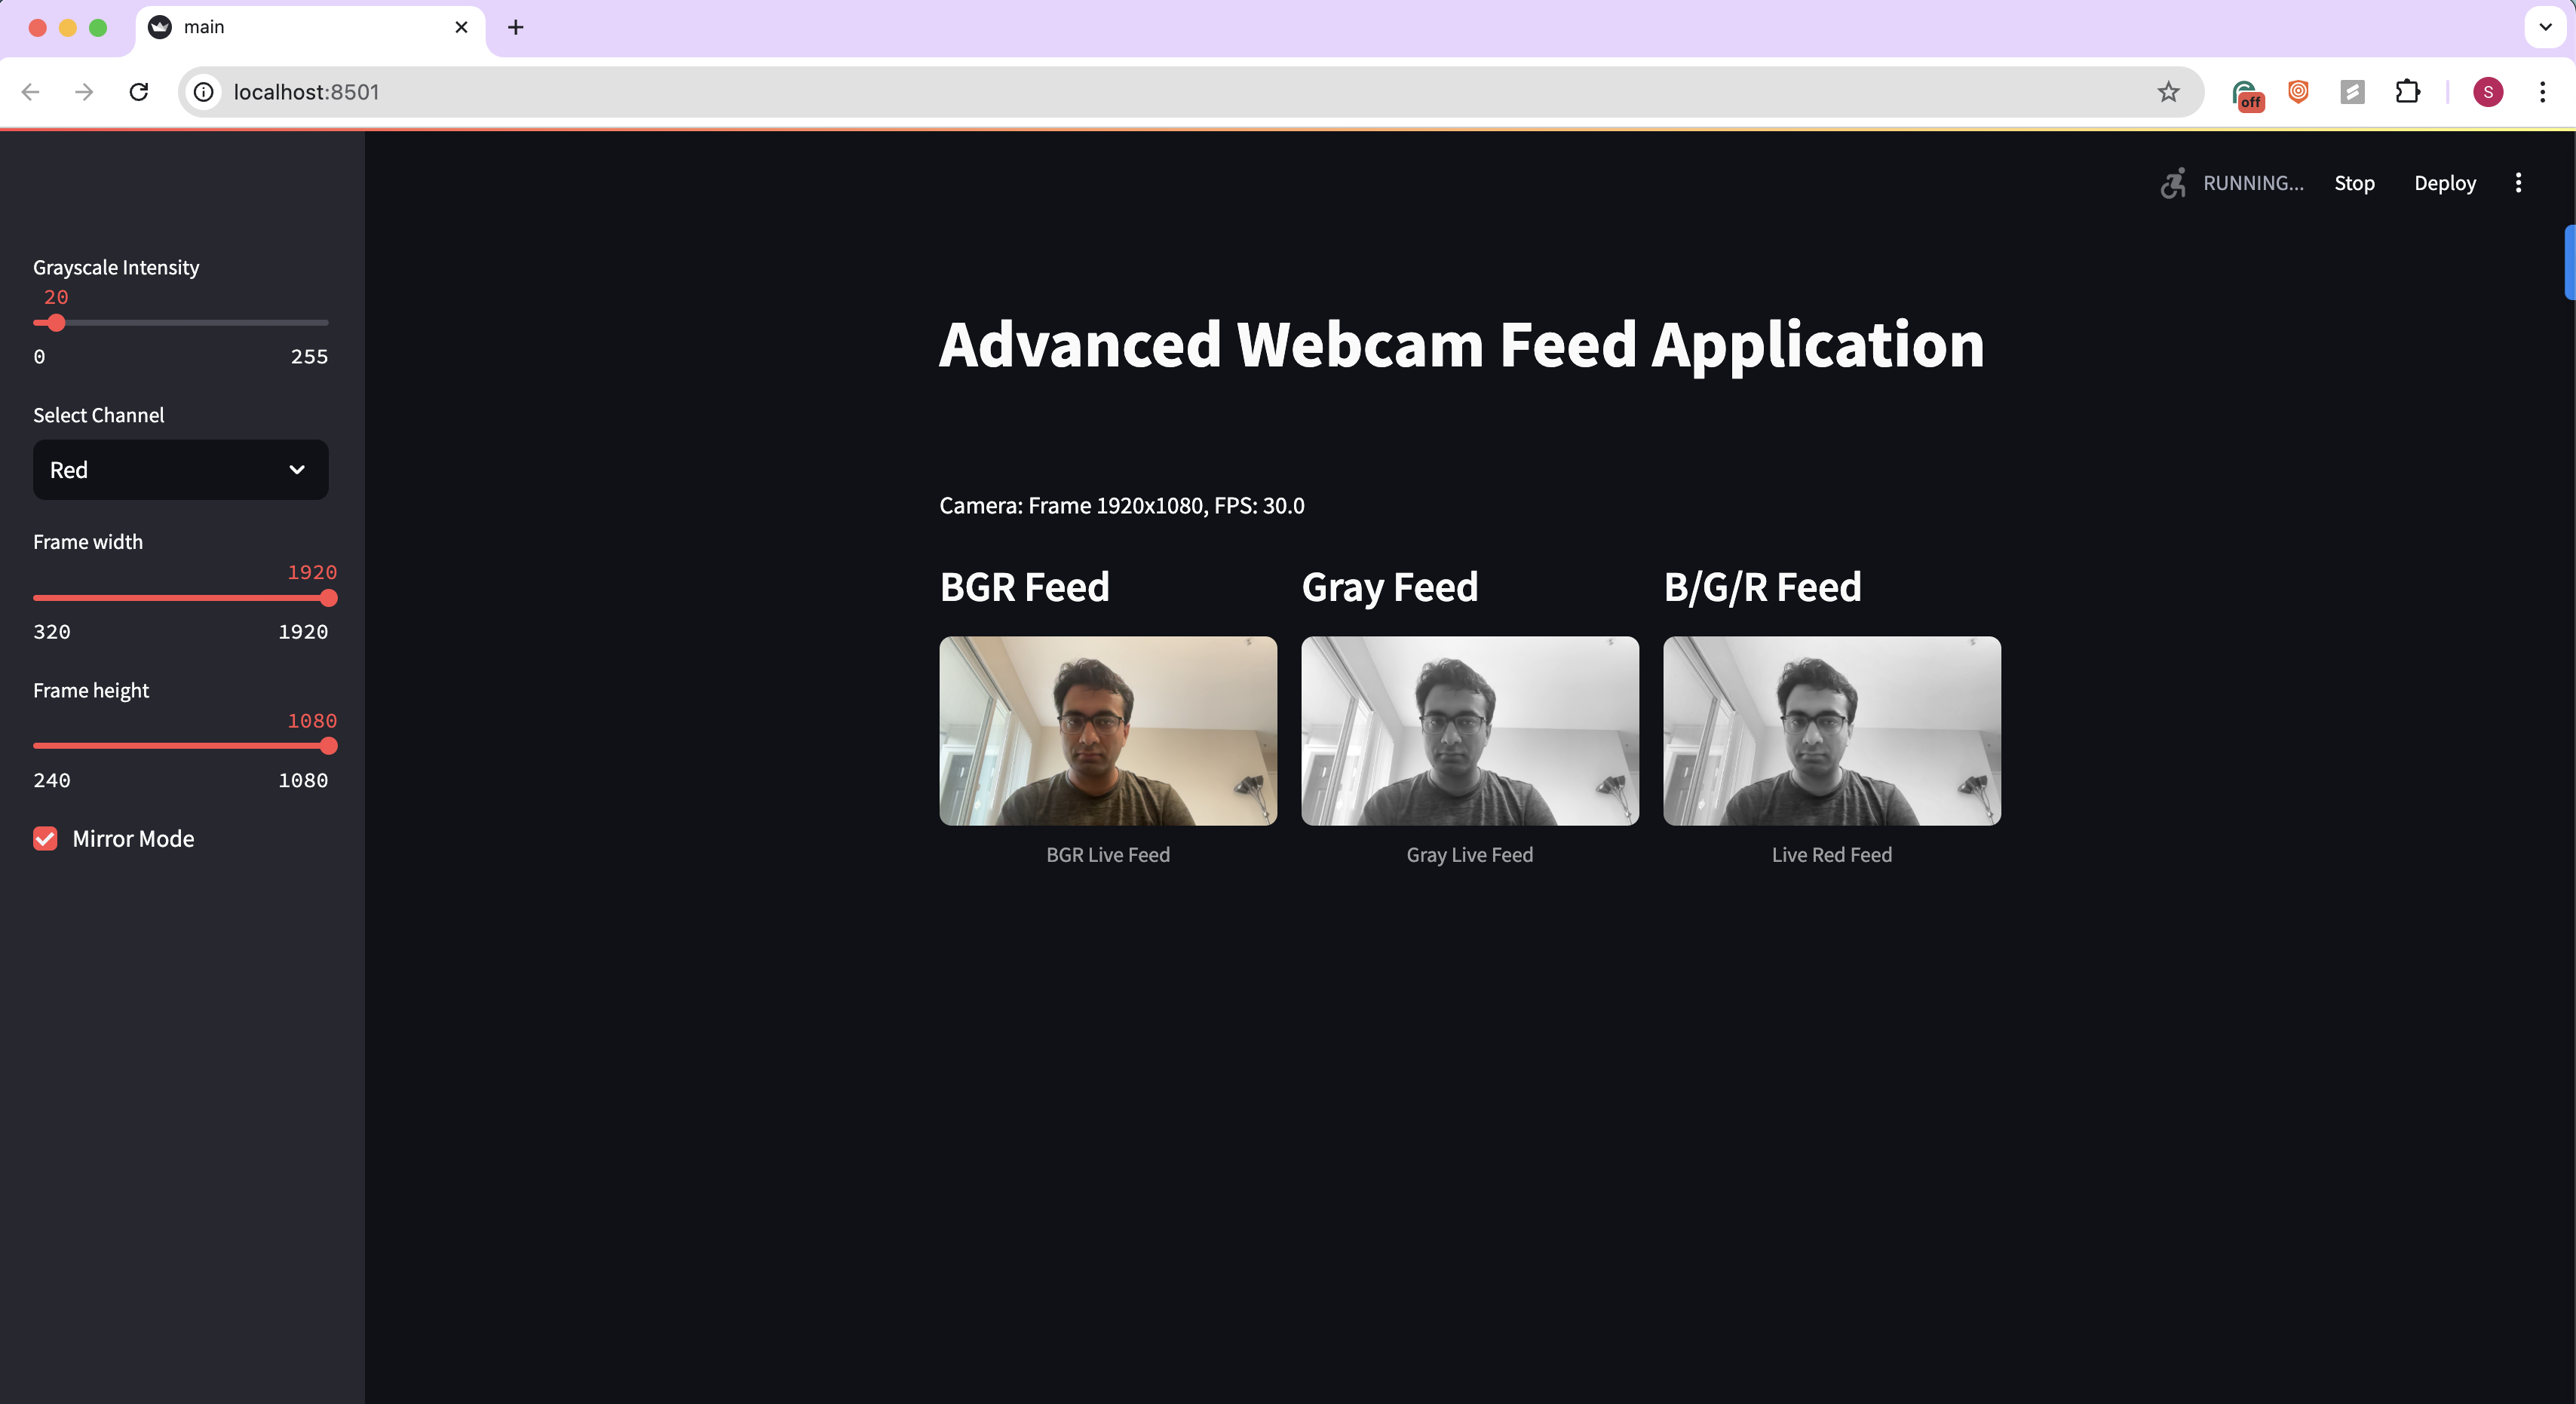 main
localhost:8501
off
S
RUNNING...
Stop
Deploy
Grayscale Intensity
20
0
255
Select Channel
Red
Frame width
1920
320
1920
Frame height
1080
240
1080
Mirror Mode
Advanced Webcam Feed Application
Camera: Frame 1920x1080, FPS: 30.0
BGR Feed
Gray Feed
B/G/R Feed
BGR Live Feed
Gray Live Feed
Live Red Feed